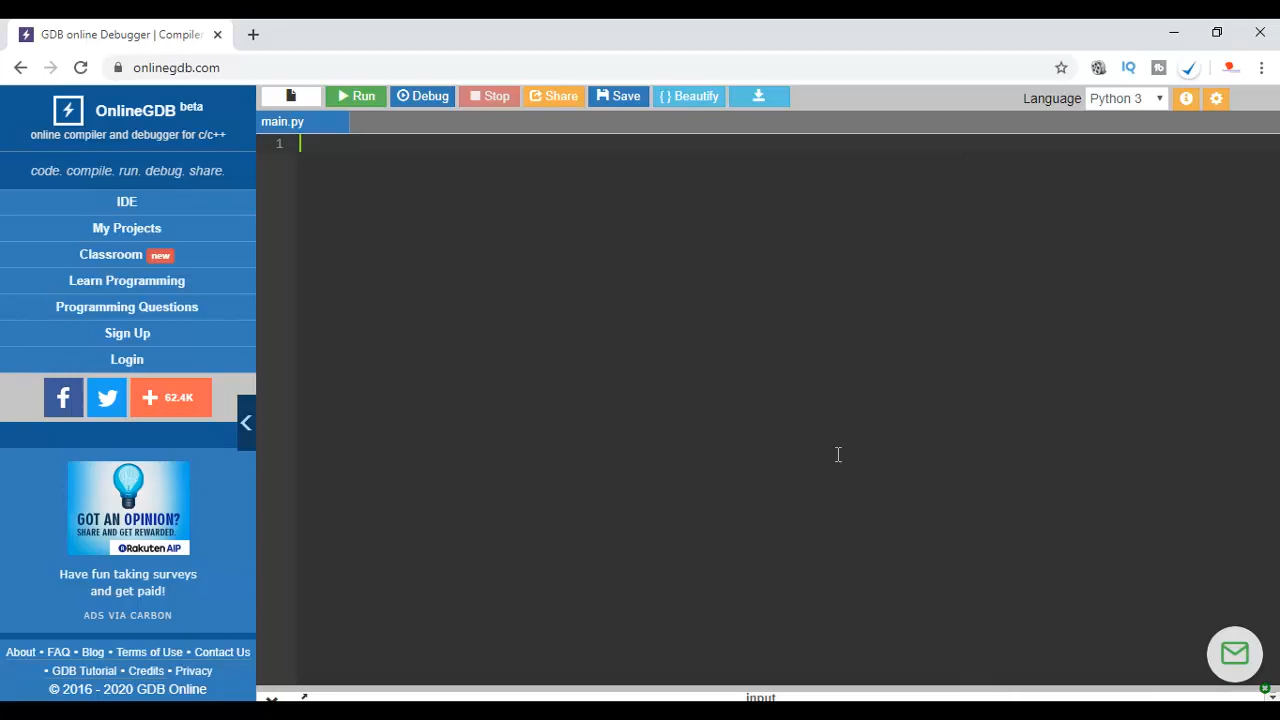 GDB online Debugger | Compiler
onlinegdb.com
IQ
OnlineGDB beta
online compiler and debugger for c/c++
code. compile. run. debug. share.
IDE
My Projects
Classroom new
Learn Programming
Programming Questions
Sign Up
Login
62.4K
GOT AN OPINION?
SHARE AND GET REWARDED.
Rakuten AIP
Have fun taking surveys
and get paid!
ADS VIA CARBON
About • FAQ • Blog • Terms of Use • Contact Us
• GDB Tutorial • Credits • Privacy
© 2016 - 2020 GDB Online
Run Debug Stop Share Save { } Beautify
Language Python 3
main.py
1
input